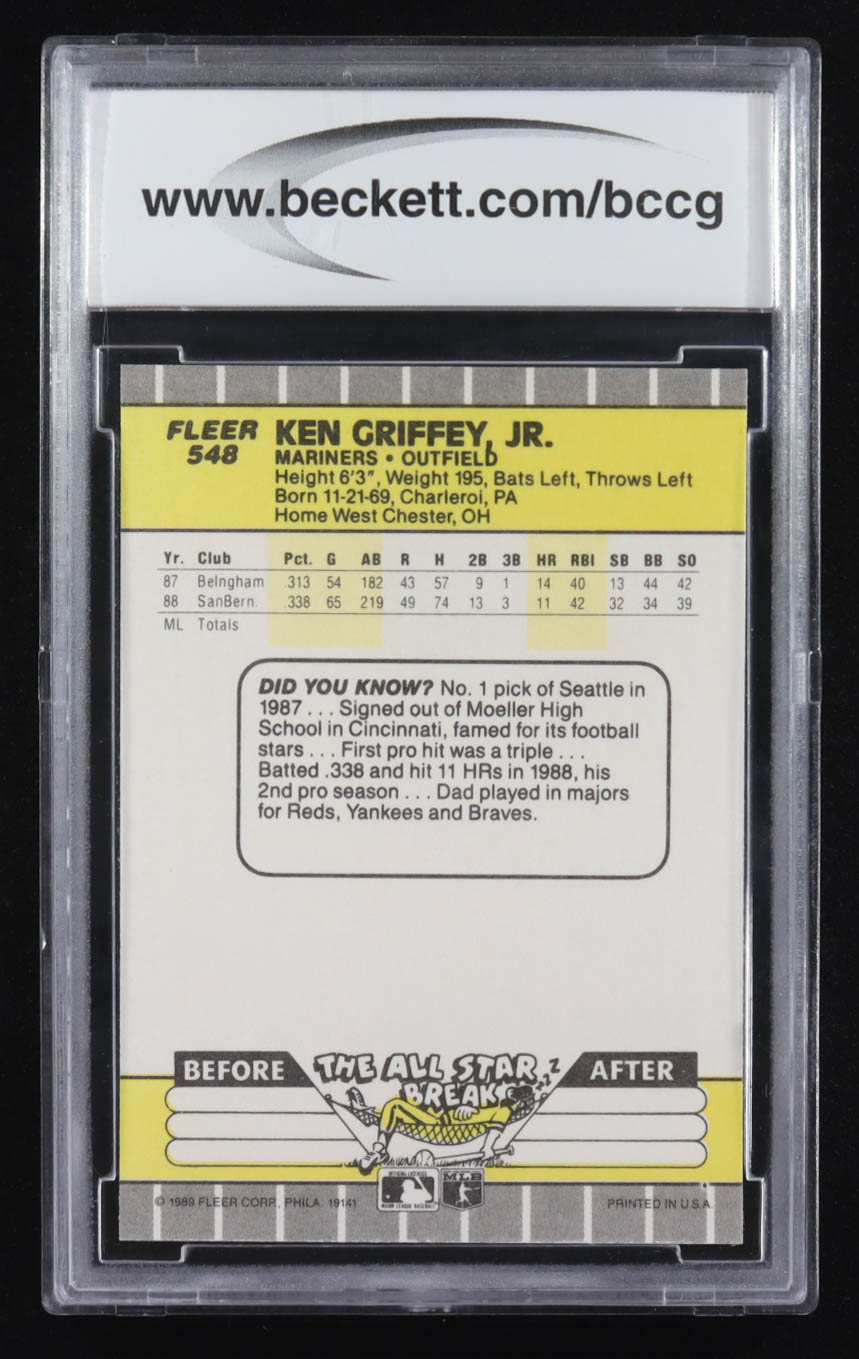 www.beckett.com/bccg
FLEER 548
KEN GRIFFEY, JR.
MARINERS • OUTFIELD
Height 6'3", Weight 195, Bats Left, Throws Left
Born 11-21-69, Charleroi, PA
Home West Chester, OH
Yr. Club Pct. G AB R H 2B 3B HR RBI SB BB SO
87 Belngham .313 54 182 43 57 9 1 14 40 13 44 42
88 SanBern. .338 65 219 49 74 13 3 11 42 32 34 39
ML Totals
DID YOU KNOW? No. 1 pick of Seattle in
1987 . . . Signed out of Moeller High
School in Cincinnati, famed for its football
stars . . . First pro hit was a triple . . .
Batted .338 and hit 11 HRs in 1988, his
2nd pro season . . . Dad played in majors
for Reds, Yankees and Braves.
BEFORE THE ALL STAR BREAK ZZZ AFTER
OFFICIAL LICENSEE
MAJOR LEAGUE BASEBALL
MLB
© 1989 FLEER CORP., PHILA. 19141
PRINTED IN U.S.A.